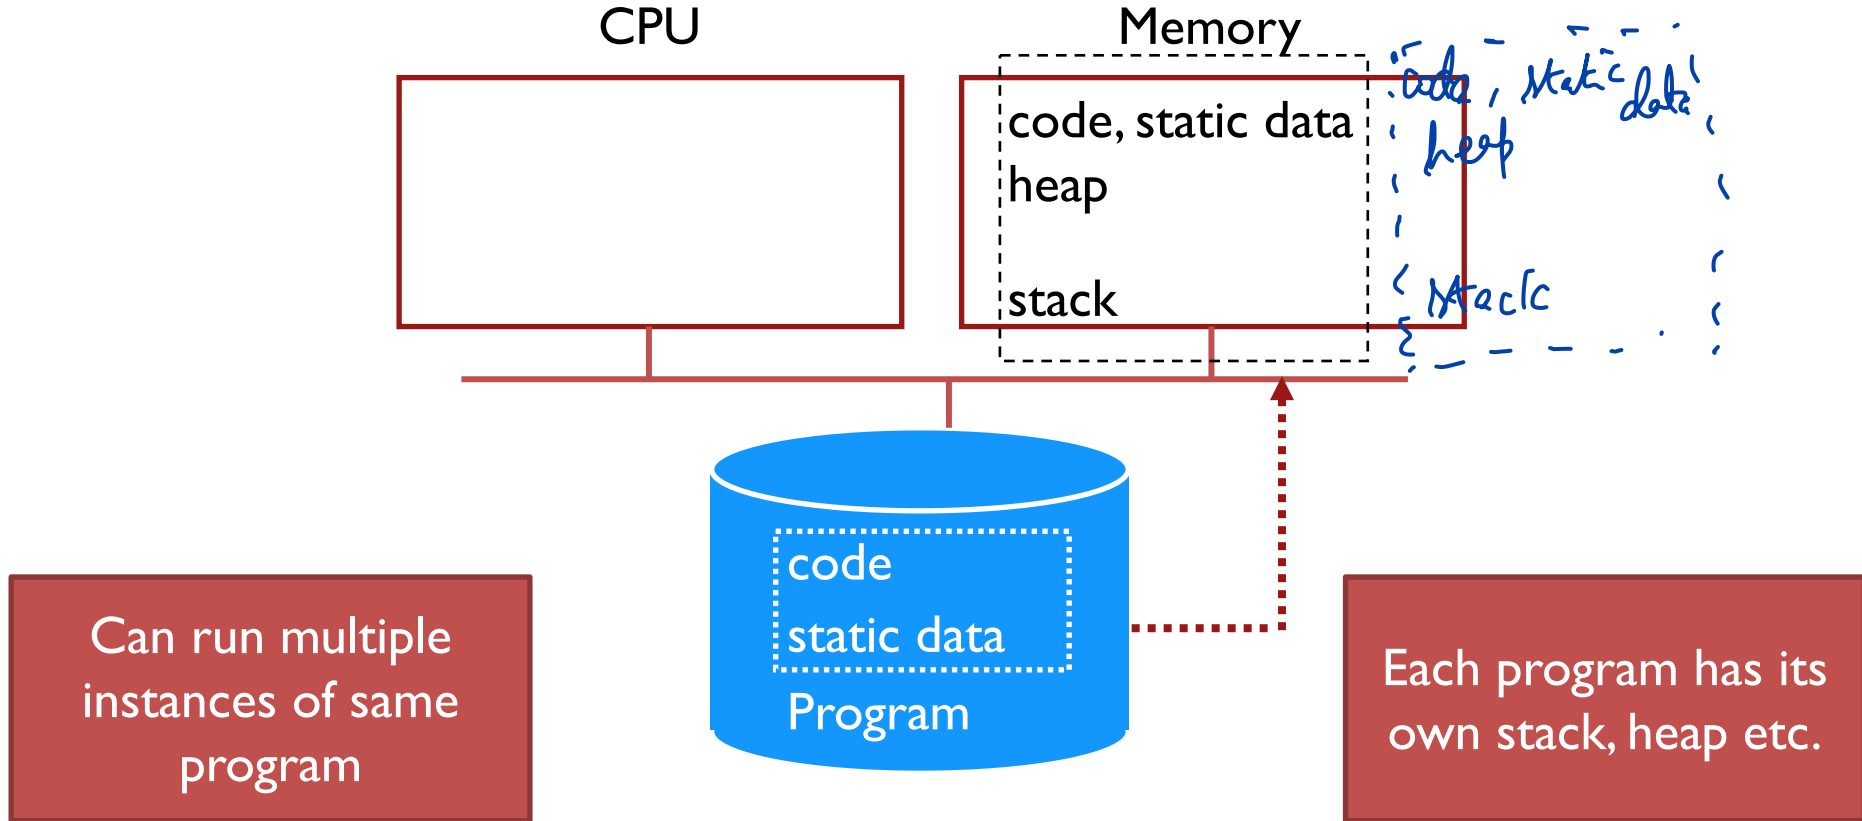 CPU
Memory
code, static data
heap
stack
code, static data
heap
stack
code
static data
Program
Can run multiple
instances of same
program
Each program has its
own stack, heap etc.